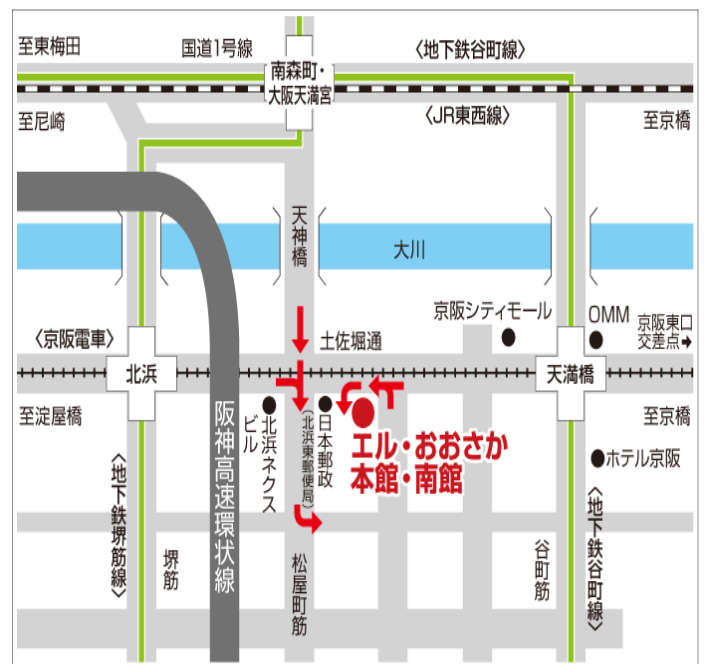 至東梅田
国道1号線
〈地下鉄谷町線〉
南森町・
大阪天満宮
至尼崎
〈JR東西線〉
至京橋
天神橋
大川
京阪シティモール
OMM
京阪東口
交差点➡
〈京阪電車〉
土佐堀通
北浜
天満橋
至淀屋橋
至京橋
阪神高速環状線
北浜ネクス
ビル
日本郵政
(北浜東郵便局)
エル・おおさか
本館・南館
ホテル京阪
〈地下鉄堺筋線〉
堺筋
松屋町筋
谷町筋
〈地下鉄谷町線〉